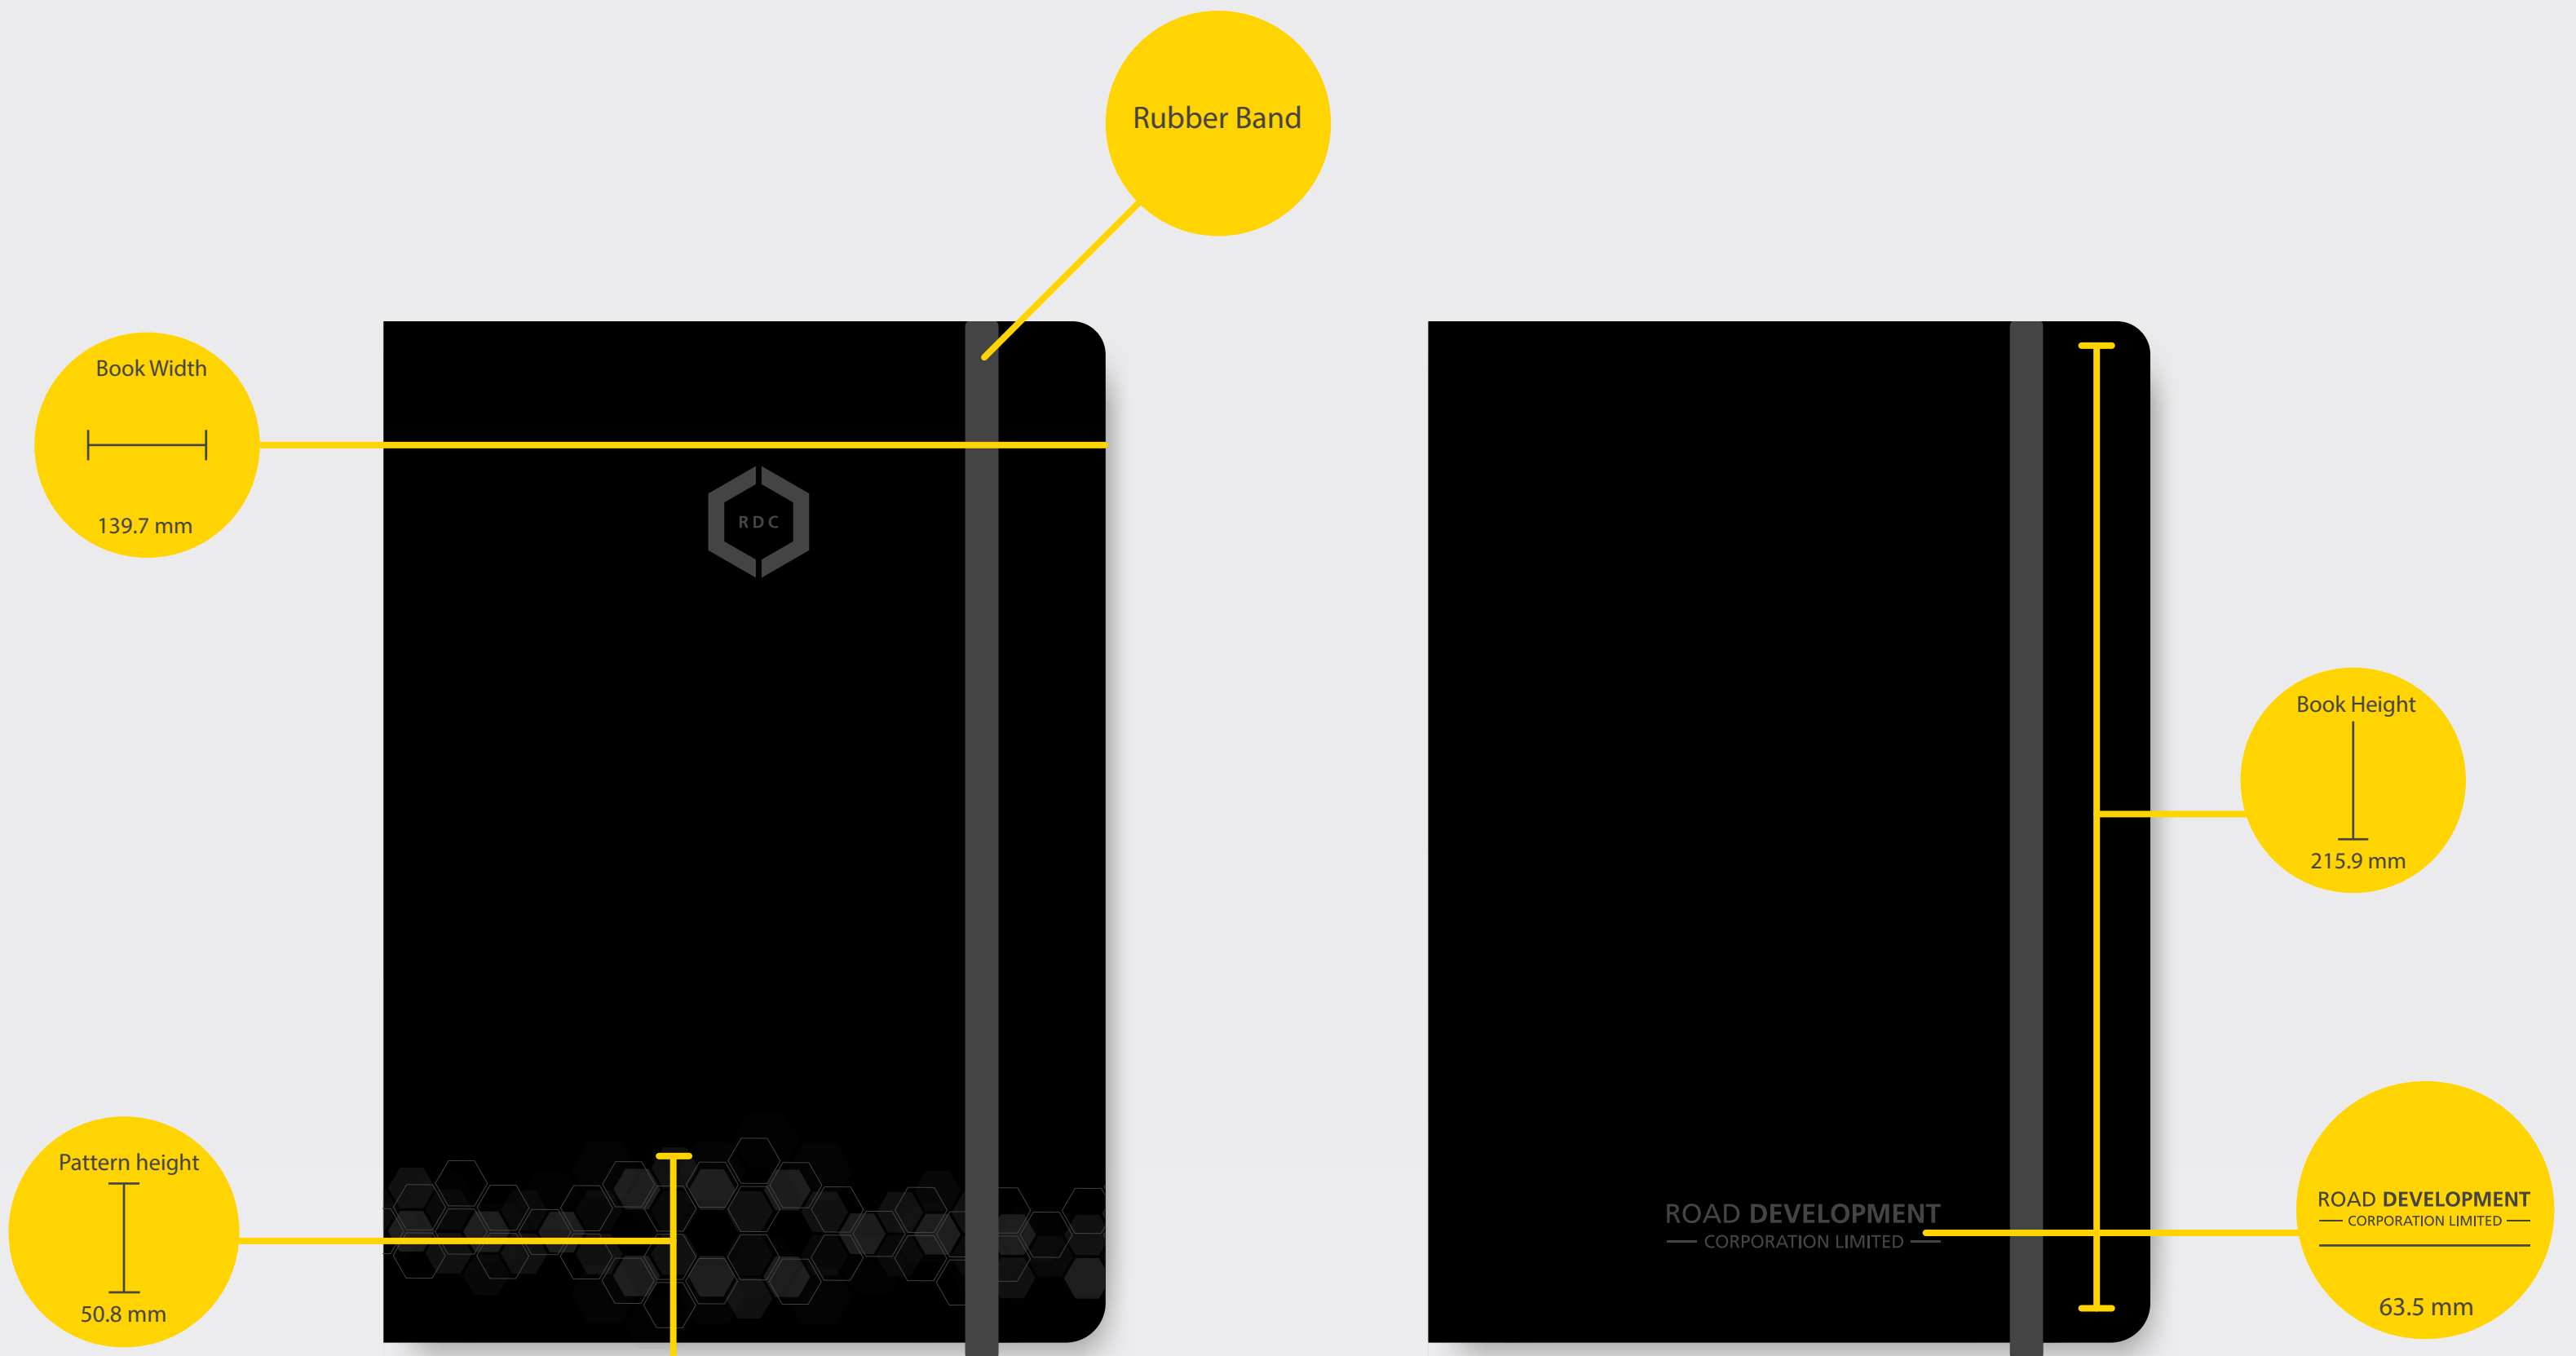 Rubber Band
Book Width
139.7 mm
RDC
Book Height
215.9 mm
Pattern height
50.8 mm
ROAD DEVELOPMENT
CORPORATION LIMITED
ROAD DEVELOPMENT
CORPORATION LIMITED
63.5 mm